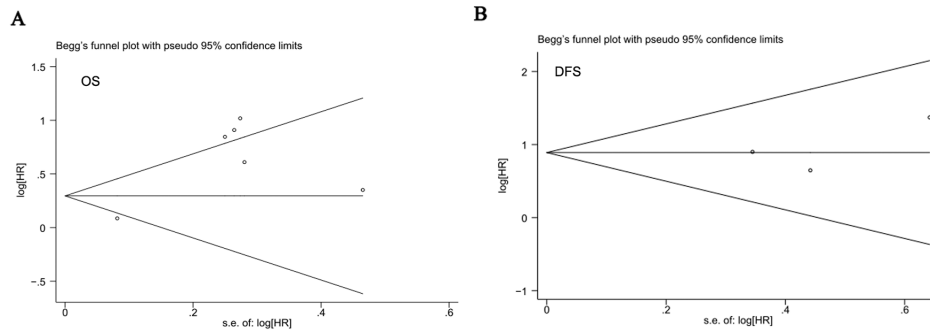 A
Begg's funnel plot with pseudo 95% confidence limits
OS
1.5
1
.5
0
−.5
log[HR]
0
.2
.4
.6
s.e. of: log[HR]
B
Begg's funnel plot with pseudo 95% confidence limits
DFS
2
1
0
−1
log[HR]
0
.2
.4
.6
s.e. of: log[HR]